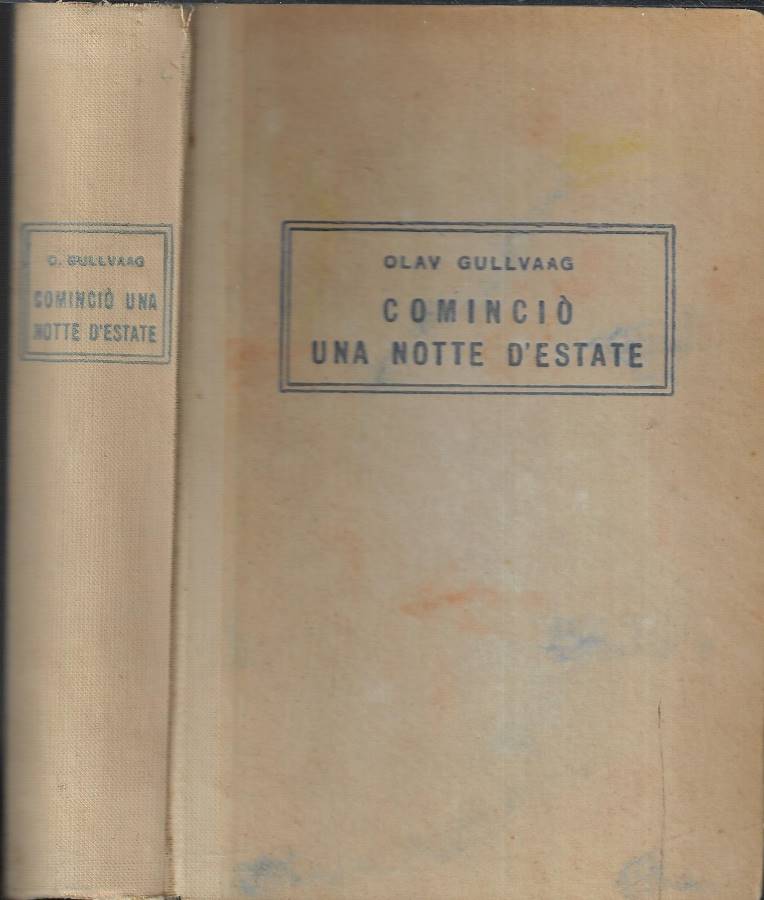 O. GULLVAAG
COMINCIÒ UNA
NOTTE D'ESTATE
OLAV GULLVAAG
COMINCIÒ
UNA NOTTE D'ESTATE